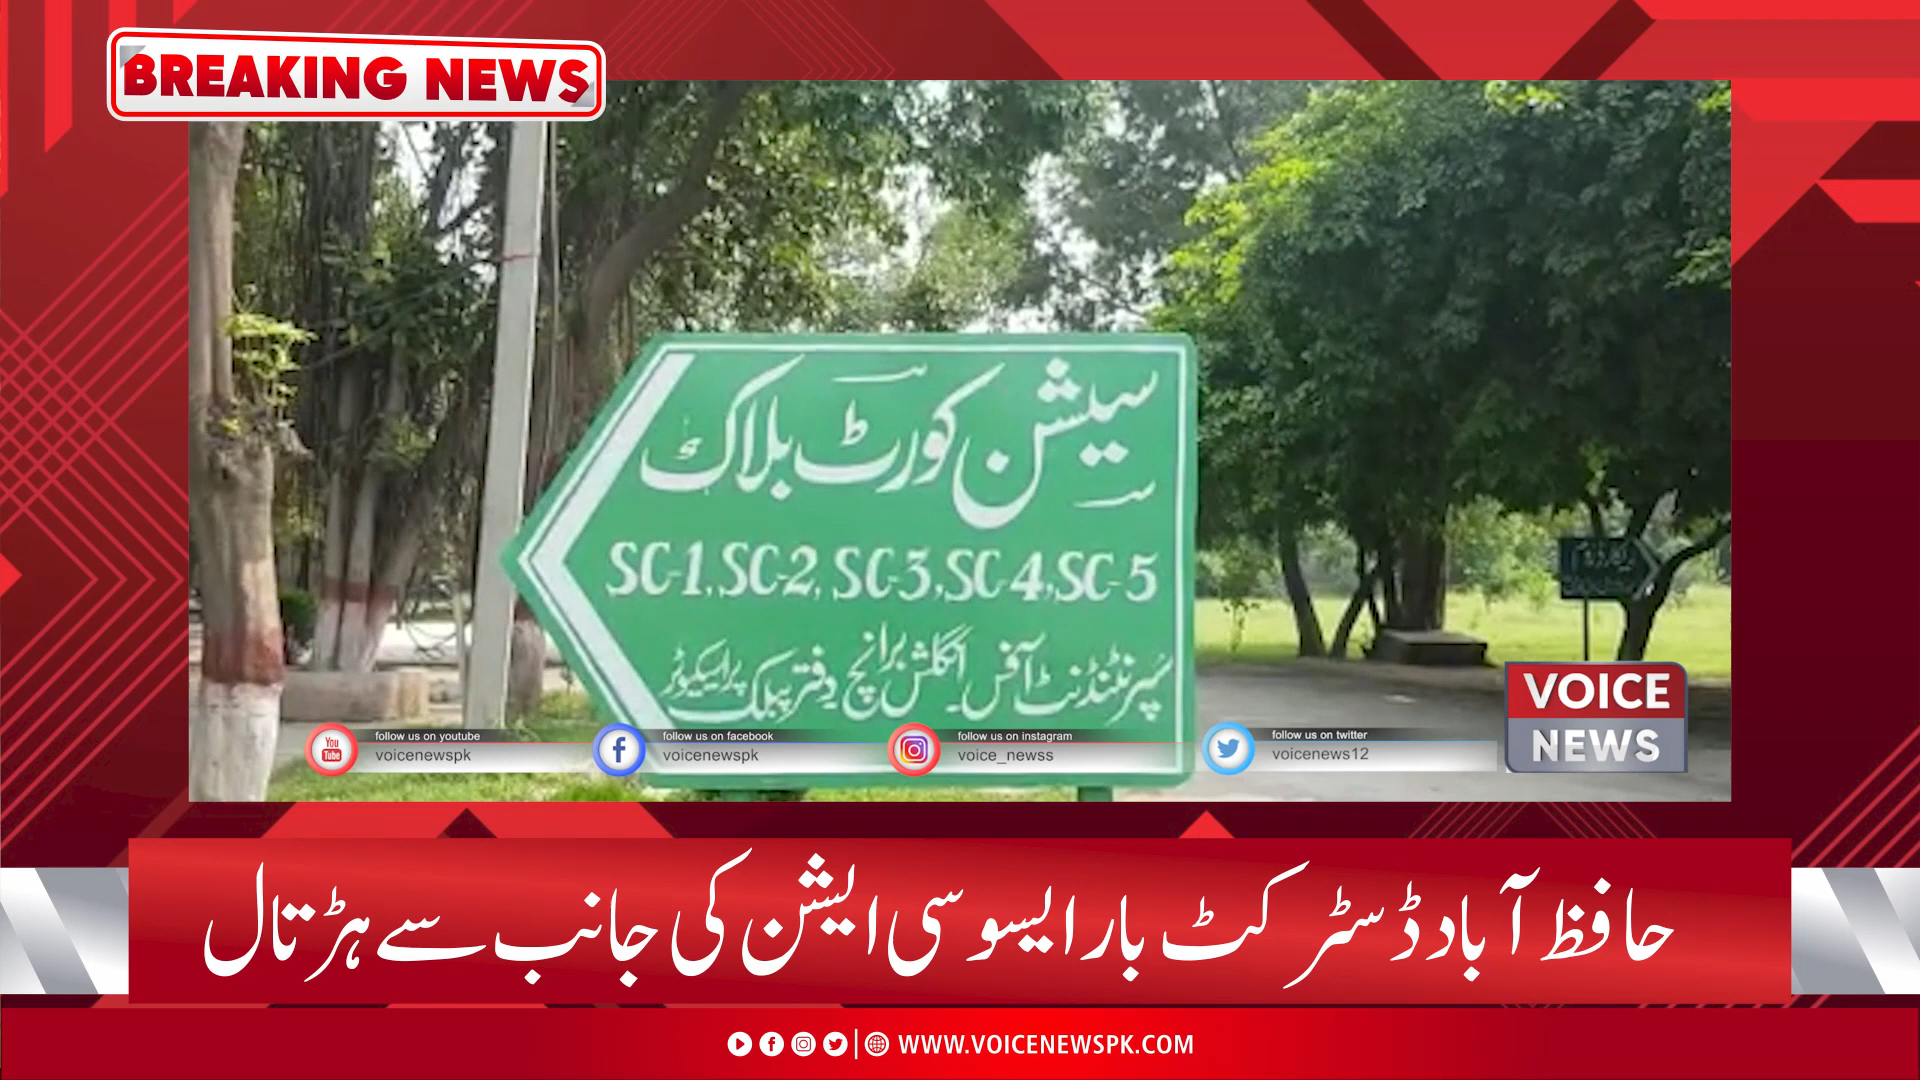 BREAKING NEWS
سیشن کورٹ بلاک
SC-1, SC-2, SC-3, SC-4, SC-5
سپرنٹنڈنٹ آفس۔ انگلش برانچ دفتر پبلک پراسیکیوٹر
follow us on youtube
voicenewspk
follow us on facebook
voicenewspk
follow us on instagram
voice_newss
follow us on twitter
voicenews12
VOICE
NEWS
حافظ آباد ڈسٹرکٹ بار ایسوسی ایشن کی جانب سے ہڑتال
WWW.VOICENEWSPK.COM